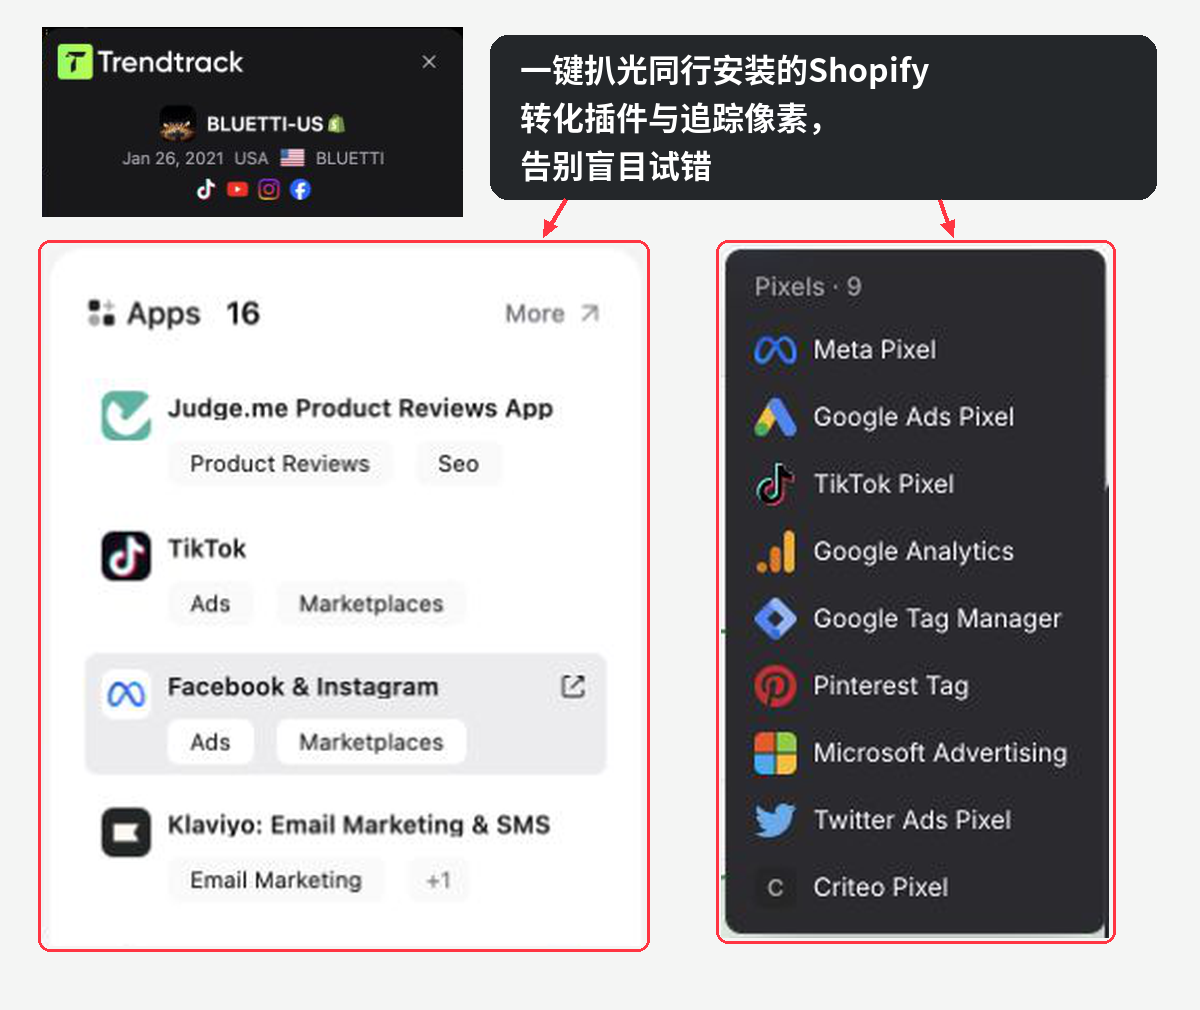 Trendtrack
BLUETTI-US
Jan 26, 2021 USA BLUETTI
一键扒光同行安装的Shopify
转化插件与追踪像素，
告别盲目试错
Apps 16
More
Judge.me Product Reviews App
Product Reviews Seo
TikTok
Ads Marketplaces
Facebook & Instagram
Ads Marketplaces
Klaviyo: Email Marketing & SMS
Email Marketing +1
Pixels · 9
Meta Pixel
Google Ads Pixel
TikTok Pixel
Google Analytics
Google Tag Manager
Pinterest Tag
Microsoft Advertising
Twitter Ads Pixel
C Criteo Pixel